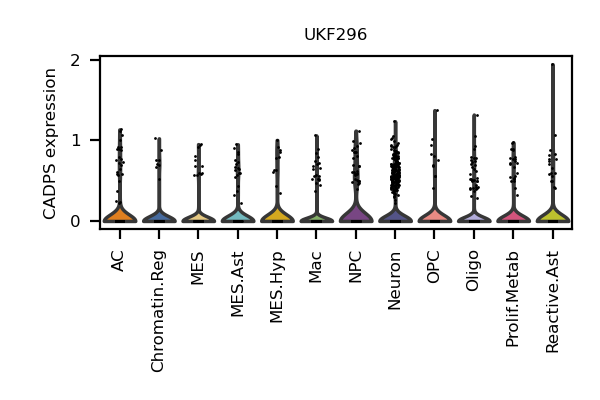 UKF296
CADPS expression
2
1
0
AC
Chromatin.Reg
MES
MES.Ast
MES.Hyp
Mac
NPC
Neuron
OPC
Oligo
Prolif.Metab
Reactive.Ast